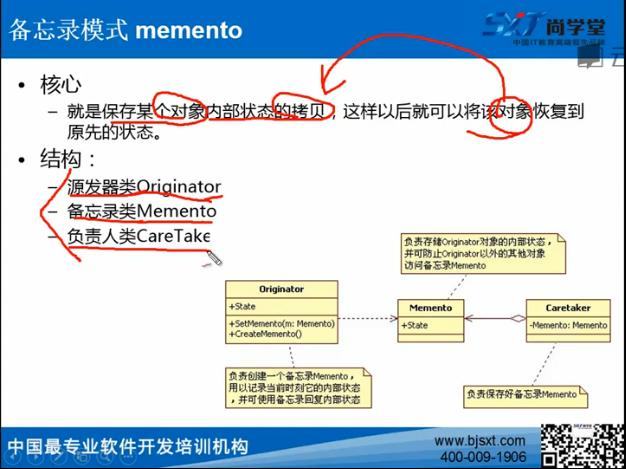 备忘录模式 memento
SXT 尚学堂
中国IT教育高端领先品牌
云
• 核心
– 就是保存某个对象内部状态的拷贝，这样以后就可以将该对象恢复到
原先的状态。
• 结构：
– 源发器类Originator
– 备忘录类Memento
– 负责人类CareTake
负责存储Originator对象的内部状态，
并可防止Originator以外的其他对象
访问备忘录Memento
Originator
+State
+SetMemento(m: Memento)
+CreateMemento()
Memento
+State
Caretaker
-Memento: Memento
负责创建一个备忘录Memento，
用以记录当前时刻它的内部状态
，并可使用备忘录回复内部状态
负责保存好备忘录Memento
中国最专业软件开发培训机构
www.bjsxt.com
400-009-1906